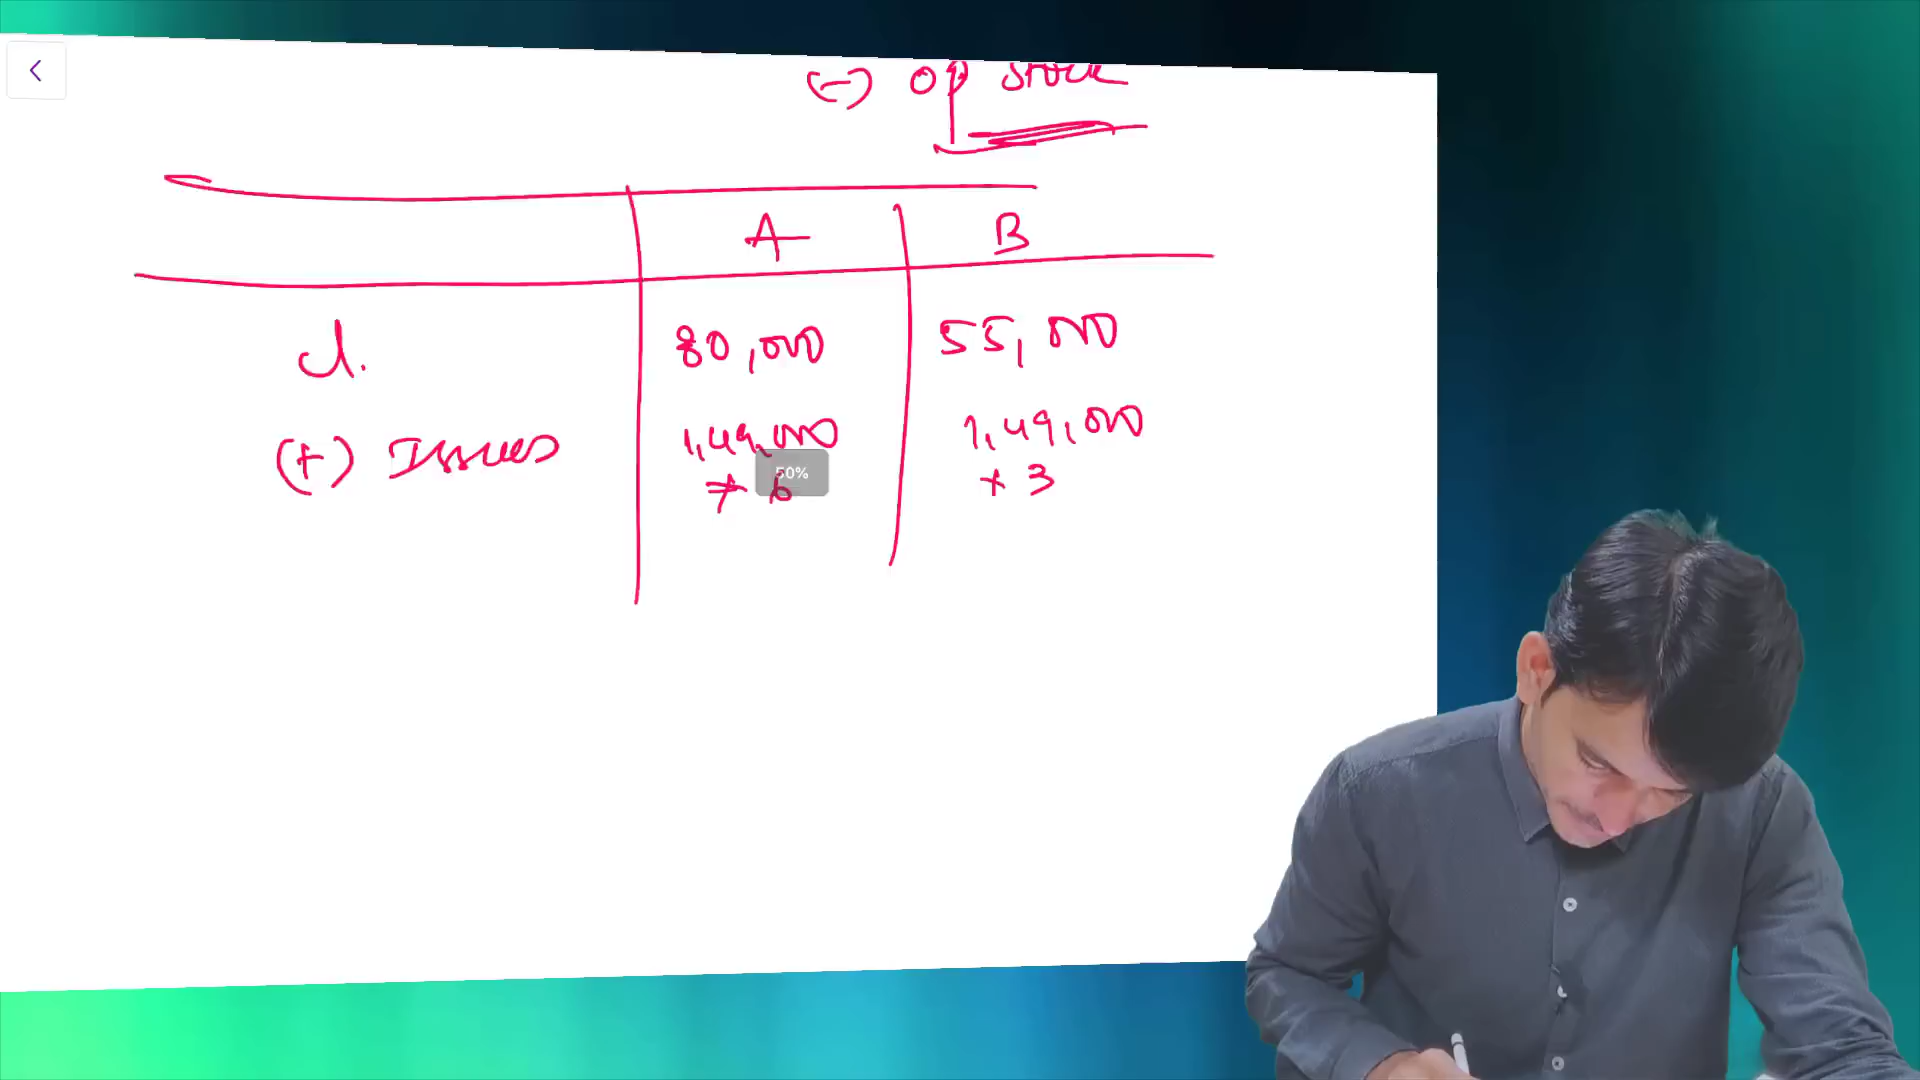 (-) Op Stock
A B
cl. 80,000 55,000
(+) Issues 1,49,000 1,49,000
50%
× 6 × 3